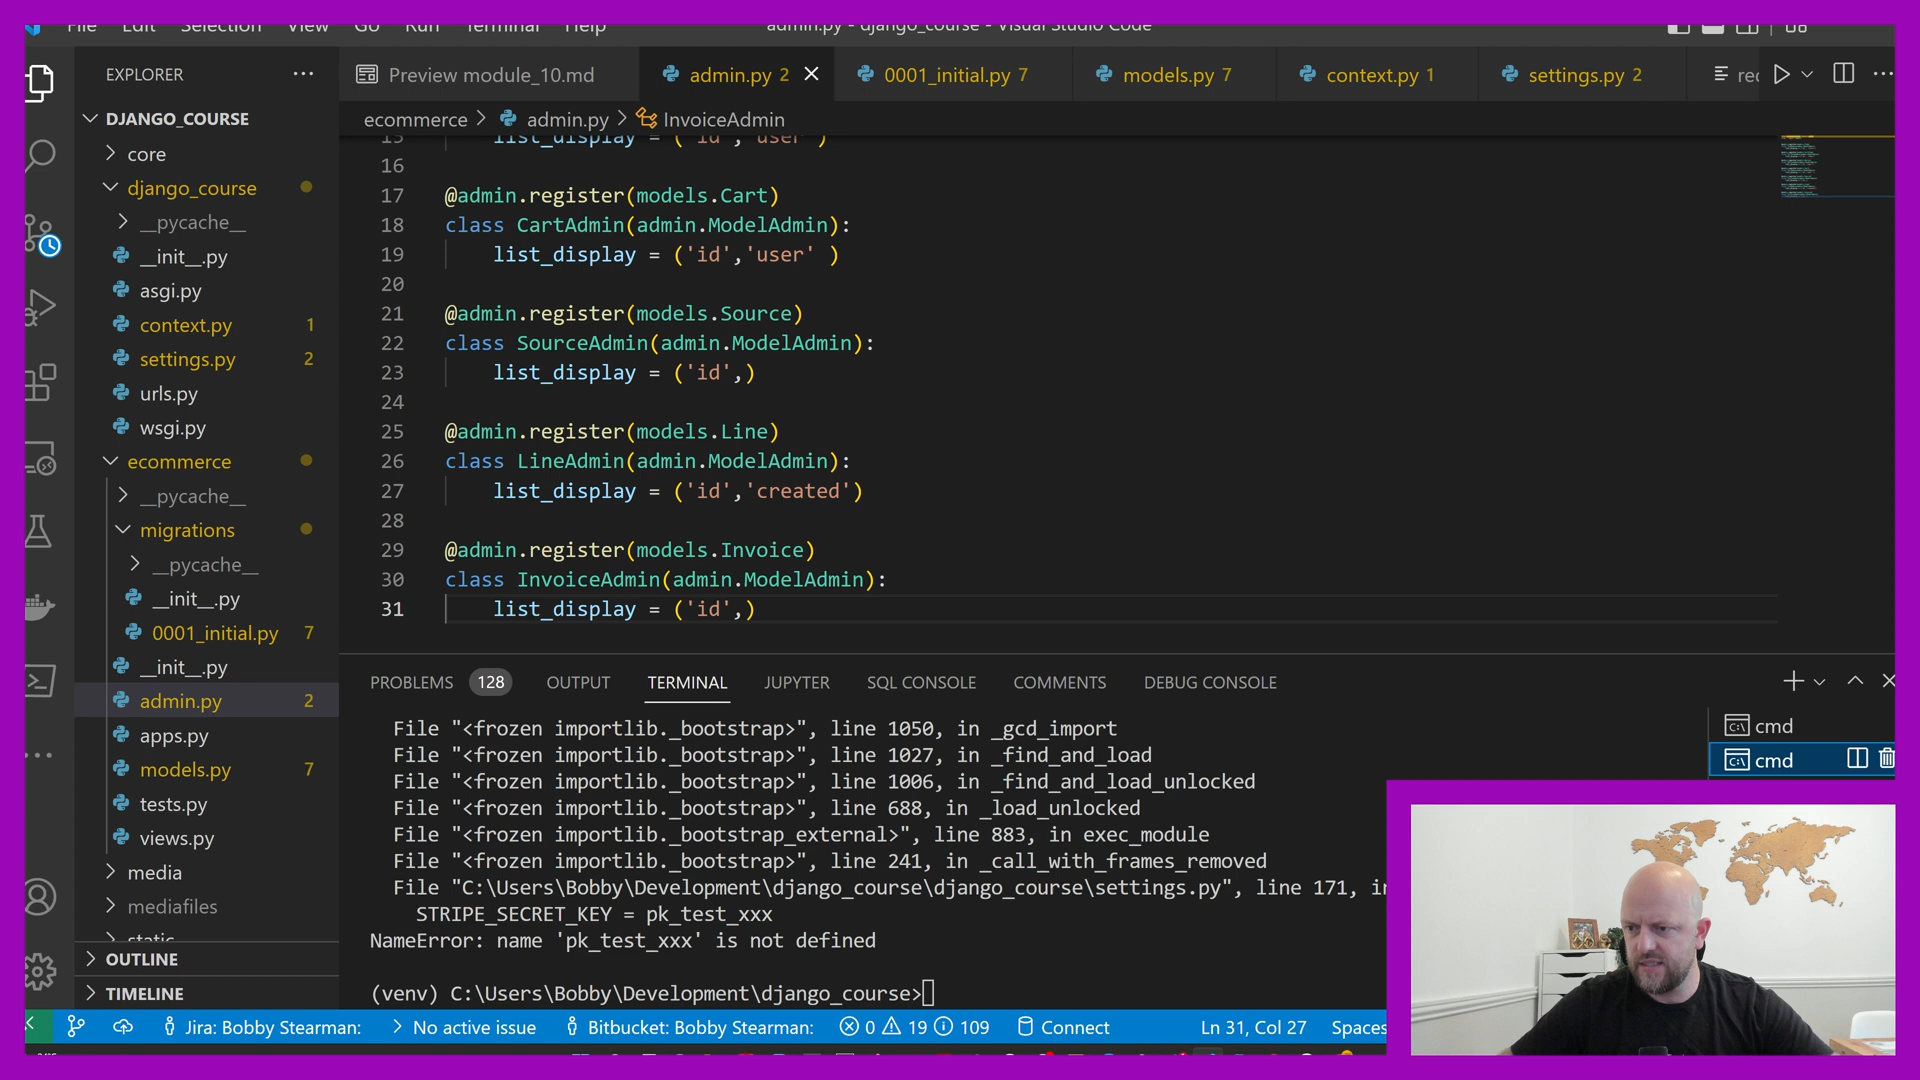 File Edit Selection View Go Run Terminal Help
admin.py - django_course - Visual Studio Code
EXPLORER
Preview module_10.md
admin.py 2
0001_initial.py 7
models.py 7
context.py 1
settings.py 2
ecommerce > admin.py > InvoiceAdmin
DJANGO_COURSE
core
django_course
__pycache__
__init__.py
asgi.py
context.py 1
settings.py 2
urls.py
wsgi.py
ecommerce
__pycache__
migrations
__pycache__
__init__.py
0001_initial.py 7
__init__.py
admin.py 2
apps.py
models.py 7
tests.py
views.py
media
mediafiles
static
OUTLINE
TIMELINE
15 list_display = ('id','user')
16
17 @admin.register(models.Cart)
18 class CartAdmin(admin.ModelAdmin):
19 list_display = ('id','user' )
20
21 @admin.register(models.Source)
22 class SourceAdmin(admin.ModelAdmin):
23 list_display = ('id',)
24
25 @admin.register(models.Line)
26 class LineAdmin(admin.ModelAdmin):
27 list_display = ('id','created')
28
29 @admin.register(models.Invoice)
30 class InvoiceAdmin(admin.ModelAdmin):
31 list_display = ('id',)
PROBLEMS 128 OUTPUT TERMINAL JUPYTER SQL CONSOLE COMMENTS DEBUG CONSOLE
File "<frozen importlib._bootstrap>", line 1050, in _gcd_import
File "<frozen importlib._bootstrap>", line 1027, in _find_and_load
File "<frozen importlib._bootstrap>", line 1006, in _find_and_load_unlocked
File "<frozen importlib._bootstrap>", line 688, in _load_unlocked
File "<frozen importlib._bootstrap_external>", line 883, in exec_module
File "<frozen importlib._bootstrap>", line 241, in _call_with_frames_removed
File "C:\Users\Bobby\Development\django_course\django_course\settings.py", line 171,
STRIPE_SECRET_KEY = pk_test_xxx
NameError: name 'pk_test_xxx' is not defined
(venv) C:\Users\Bobby\Development\django_course>
cmd
cmd
Jira: Bobby Stearman: > No active issue Bitbucket: Bobby Stearman: 0 19 109 Connect Ln 31, Col 27 Spaces